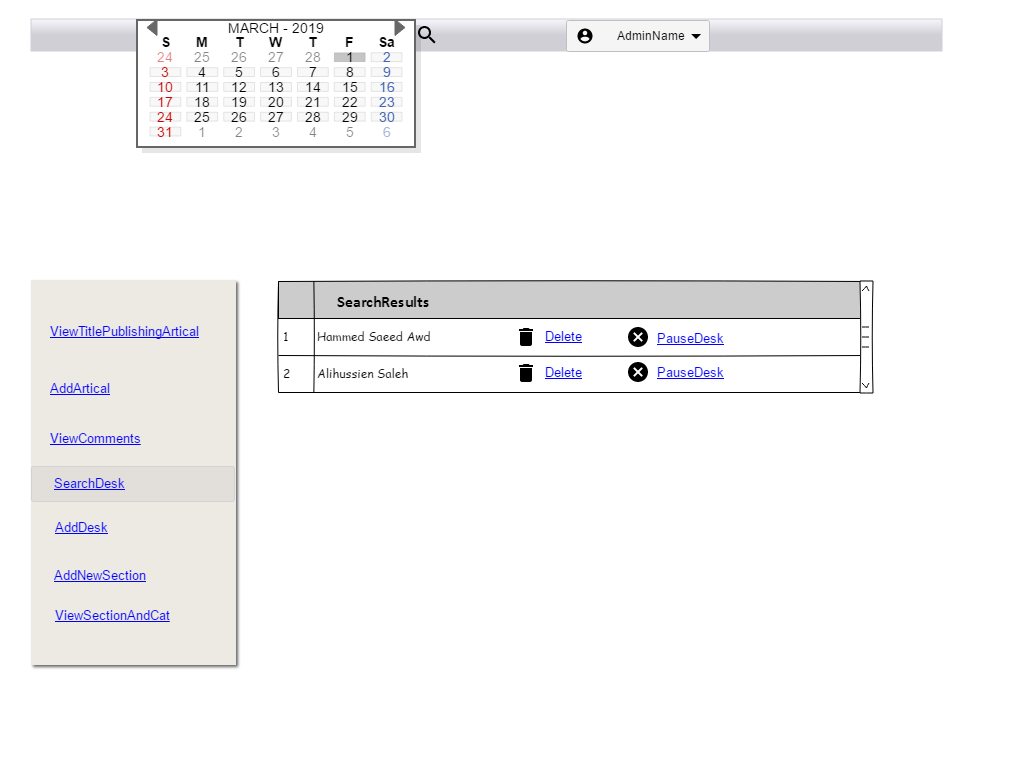 MARCH - 2019
S M T W T F Sa
24 25 26 27 28 1 2
3 4 5 6 7 8 9
10 11 12 13 14 15 16
17 18 19 20 21 22 23
24 25 26 27 28 29 30
31 1 2 3 4 5 6
AdminName
ViewTitlePublishingArtical
AddArtical
ViewComments
SearchDesk
AddDesk
AddNewSection
ViewSectionAndCat
SearchResults
1 Hammed Saeed Awd Delete PauseDesk
2 Alihussien Saleh Delete PauseDesk